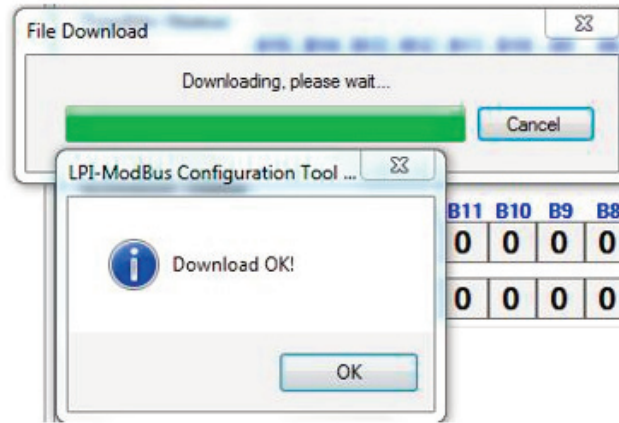 File Download
Downloading, please wait...
Cancel
LPI-ModBus Configuration Tool ...
Download OK!
OK
B11 B10 B9 B8
0 0 0 0
0 0 0 0